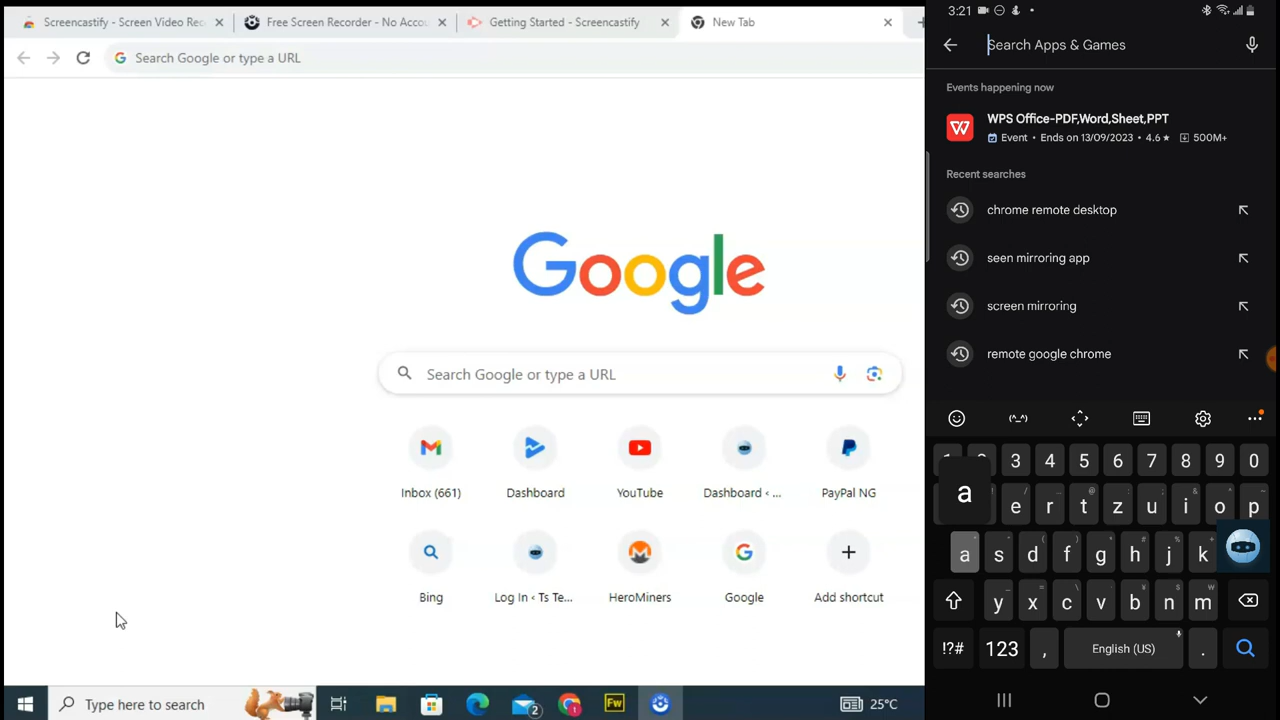 Screencastify - Screen Video Rec
Free Screen Recorder - No Accou
Getting Started - Screencastify
New Tab
Search Google or type a URL
Google
Search Google or type a URL
Inbox (661)
Dashboard
YouTube
Dashboard ‹ ...
PayPal NG
Bing
Log In ‹ Ts Te...
HeroMiners
Google
Add shortcut
Type here to search
2
Fw
25°C
3:21
Search Apps & Games
Events happening now
WPS Office-PDF,Word,Sheet,PPT
Event • Ends on 13/09/2023 • 4.6★ 500M+
Recent searches
chrome remote desktop
seen mirroring app
screen mirroring
remote google chrome
3 4 5 6 7 8 9 0
a
e r t z u i o p
a s d f g h j k
y x c v b n m
!?# 123 , English (US) .